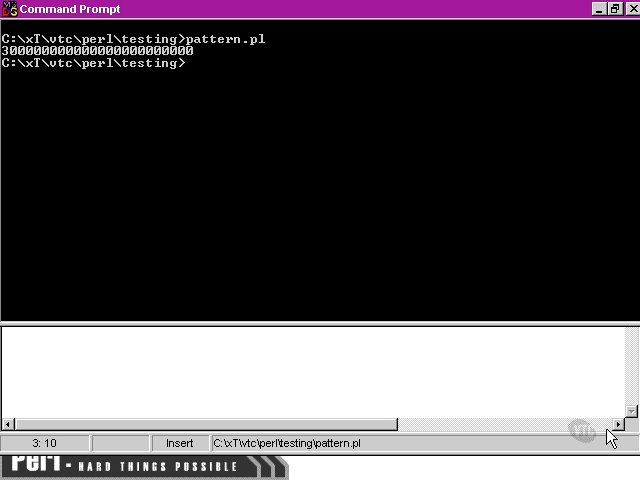 Command Prompt
C:\xT\vtc\perl\testing>pattern.pl
300000000000000000000000
C:\xT\vtc\perl\testing>
VTC
3: 10 Insert C:\xT\vtc\perl\testing\pattern.pl
Perl - HARD THINGS POSSIBLE